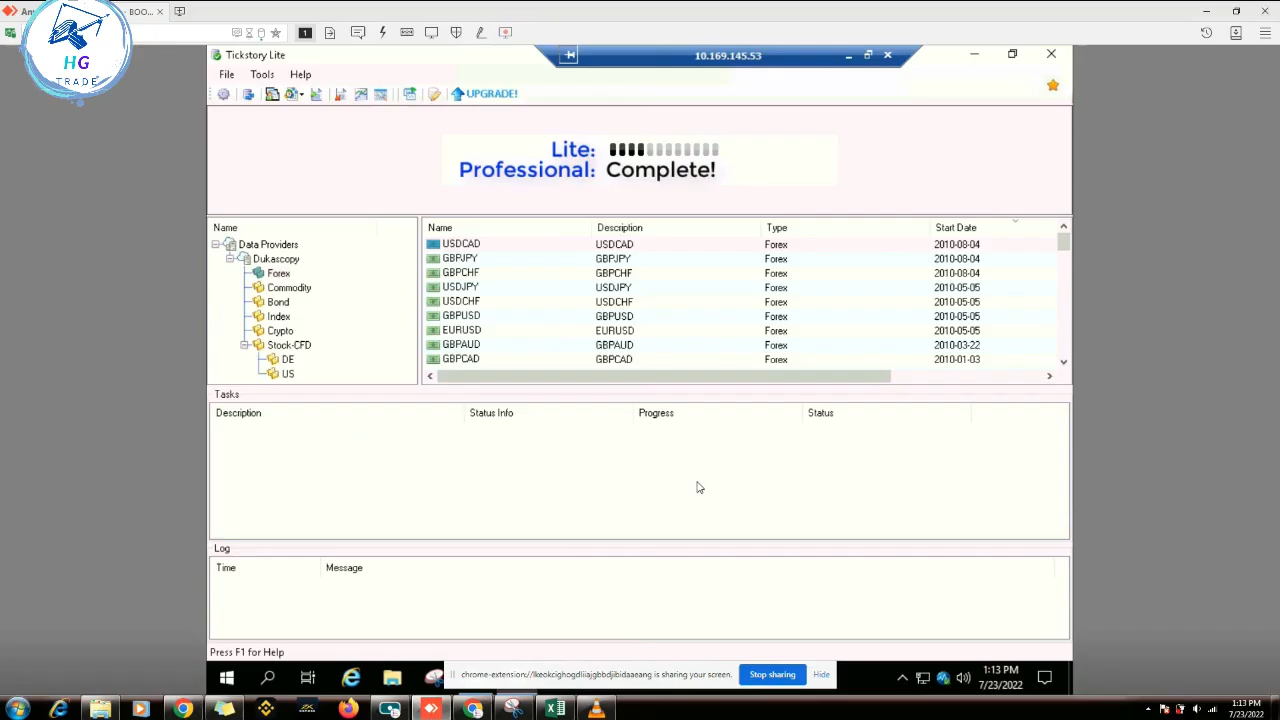 BOO...
HG
TRADE
1
Tickstory Lite
10.169.145.53
File Tools Help
UPGRADE!
Lite:
Professional: Complete!
Name
Data Providers
Dukascopy
Forex
Commodity
Bond
Index
Crypto
Stock-CFD
DE
US
Name Description Type Start Date
USDCAD USDCAD Forex 2010-08-04
GBPJPY GBPJPY Forex 2010-08-04
GBPCHF GBPCHF Forex 2010-08-04
USDJPY USDJPY Forex 2010-05-05
USDCHF USDCHF Forex 2010-05-05
GBPUSD GBPUSD Forex 2010-05-05
EURUSD EURUSD Forex 2010-05-05
GBPAUD GBPAUD Forex 2010-03-22
GBPCAD GBPCAD Forex 2010-01-03
Tasks
Description Status Info Progress Status
Log
Time Message
Press F1 for Help
Stop sharing
Hide
is sharing your screen.
1:13 PM
7/23/2022
1:13 PM
7/23/2022